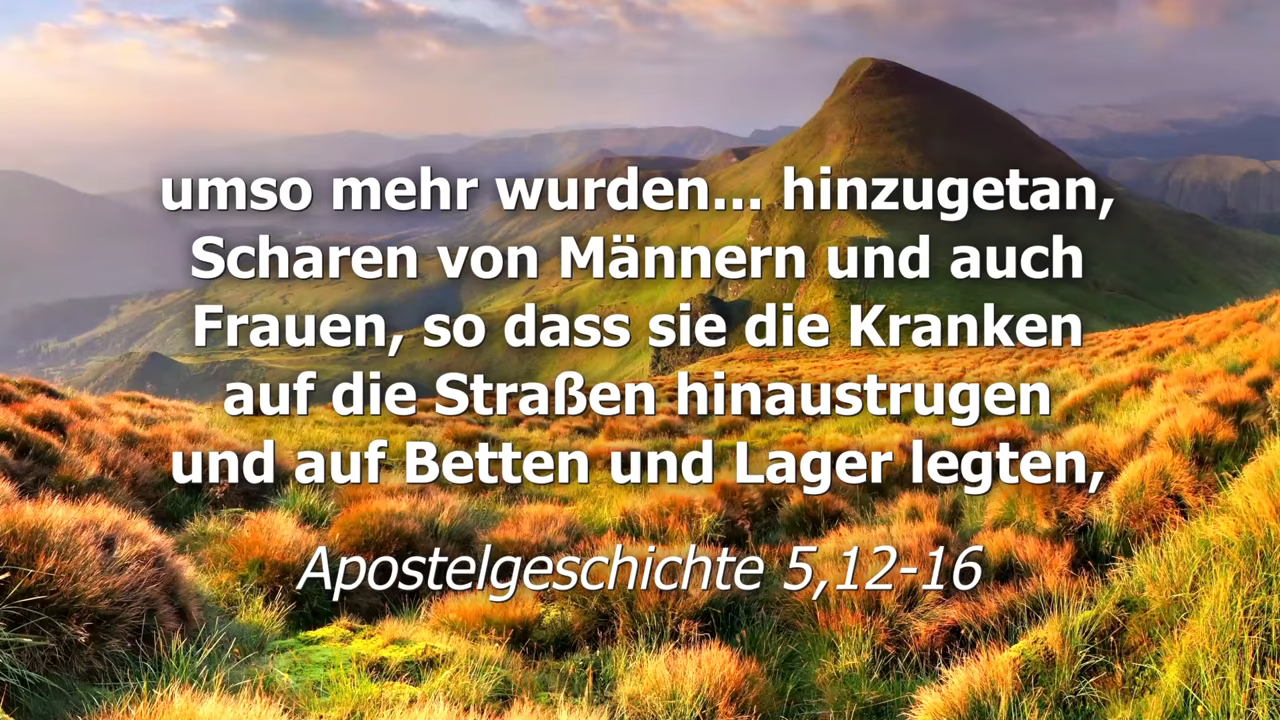 umso mehr wurden... hinzugetan,
Scharen von Männern und auch
Frauen, so dass sie die Kranken
auf die Straßen hinaustrugen
und auf Betten und Lager legten,
Apostelgeschichte 5,12-16